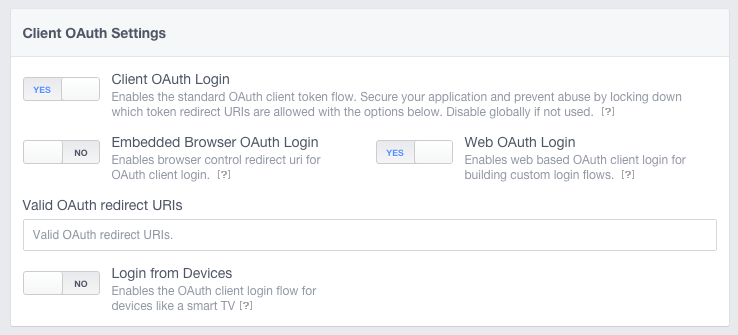 Client OAuth Settings
YES
Client OAuth Login
Enables the standard OAuth client token flow. Secure your application and prevent abuse by locking down
which token redirect URIs are allowed with the options below. Disable globally if not used. [?]
NO
Embedded Browser OAuth Login
Enables browser control redirect uri for
OAuth client login. [?]
YES
Web OAuth Login
Enables web based OAuth client login for
building custom login flows. [?]
Valid OAuth redirect URIs
Valid OAuth redirect URIs.
NO
Login from Devices
Enables the OAuth client login flow for
devices like a smart TV [?]